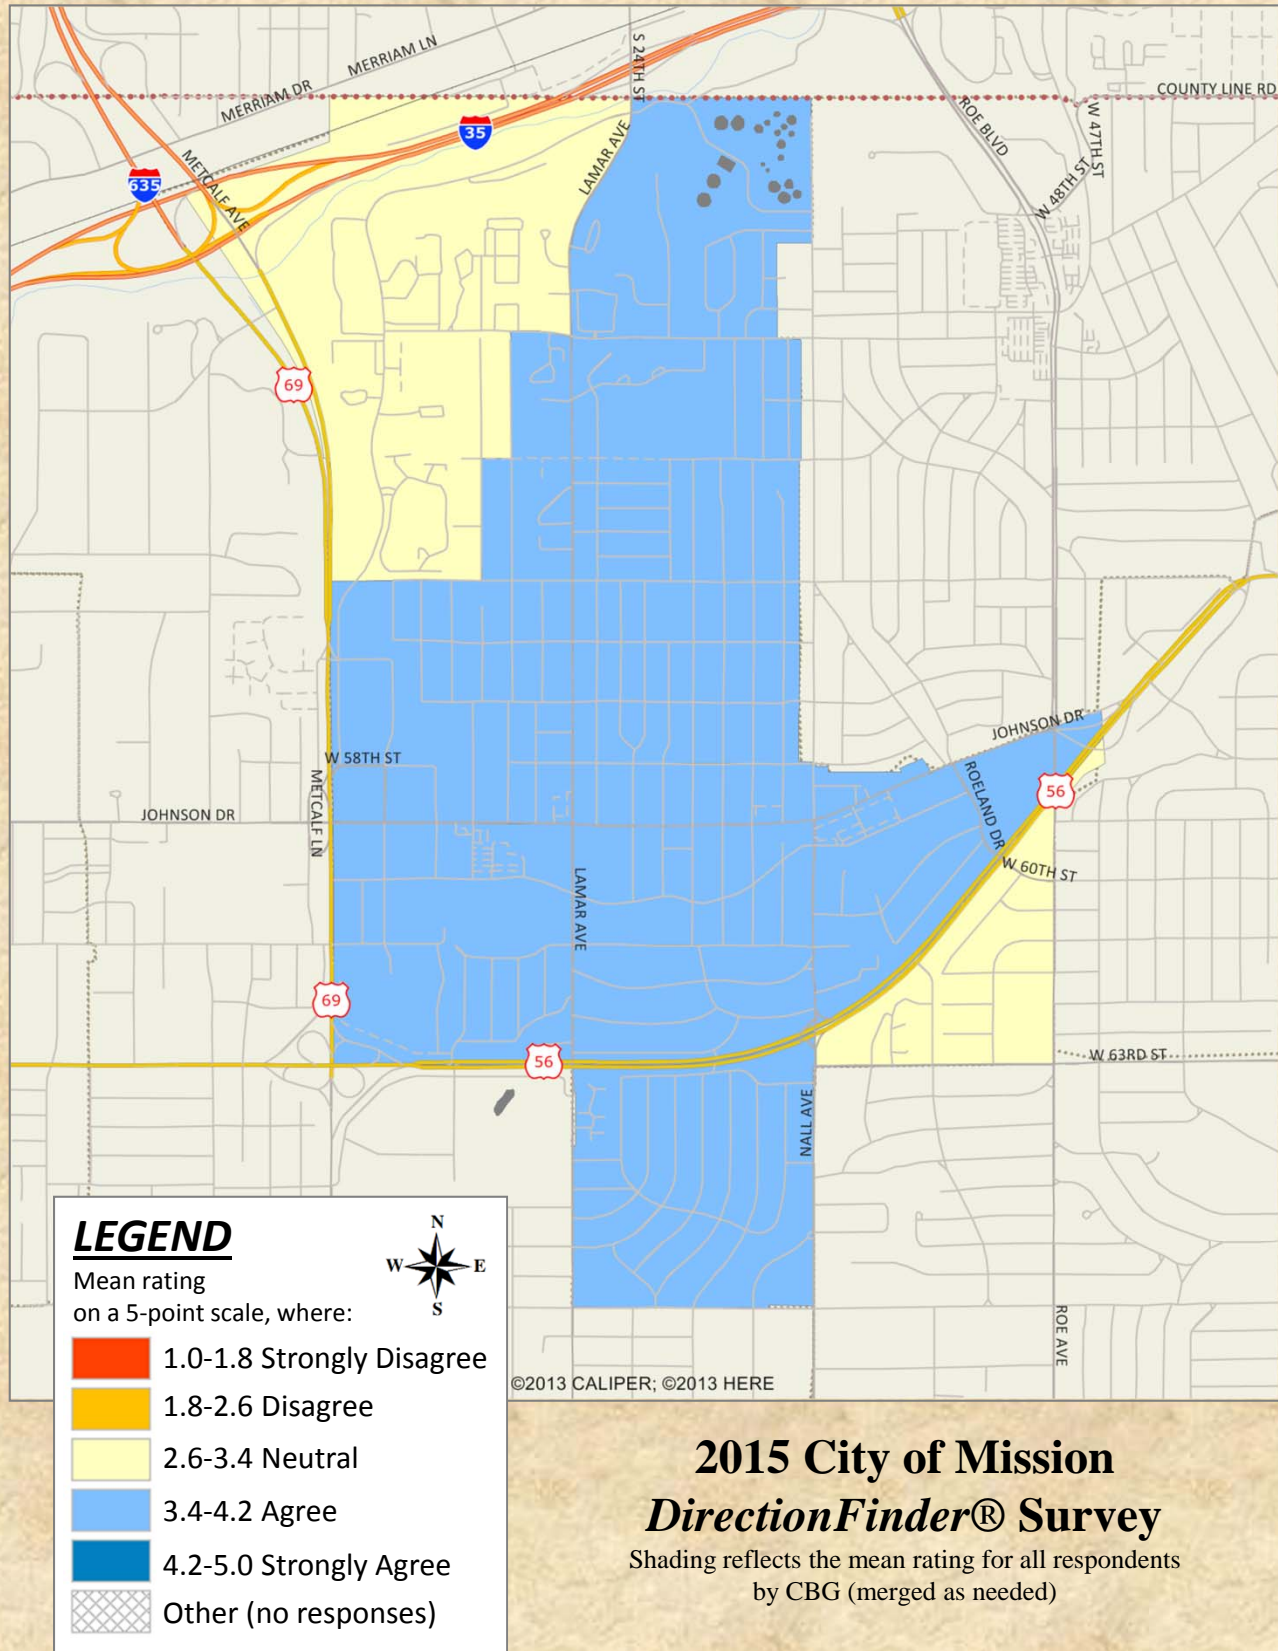 MERRIAM LN
S 24TH ST
MERRIAM DR
COUNTY LINE RD
ROE BLVD
W 47TH ST
35
LAMAR AVE
METCALF AVE
635
W 48TH ST
69
JOHNSON DR
W 58TH ST
ROELAND DR
56
METCALF LN
JOHNSON DR
W 60TH ST
LAMAR AVE
69
W 63RD ST
56
NALL AVE
ROE AVE
©2013 CALIPER; ©2013 HERE
LEGEND
N
W E
S
Mean rating
on a 5-point scale, where:
1.0-1.8 Strongly Disagree
1.8-2.6 Disagree
2.6-3.4 Neutral
3.4-4.2 Agree
4.2-5.0 Strongly Agree
Other (no responses)
2015 City of Mission
DirectionFinder® Survey
Shading reflects the mean rating for all respondents
by CBG (merged as needed)